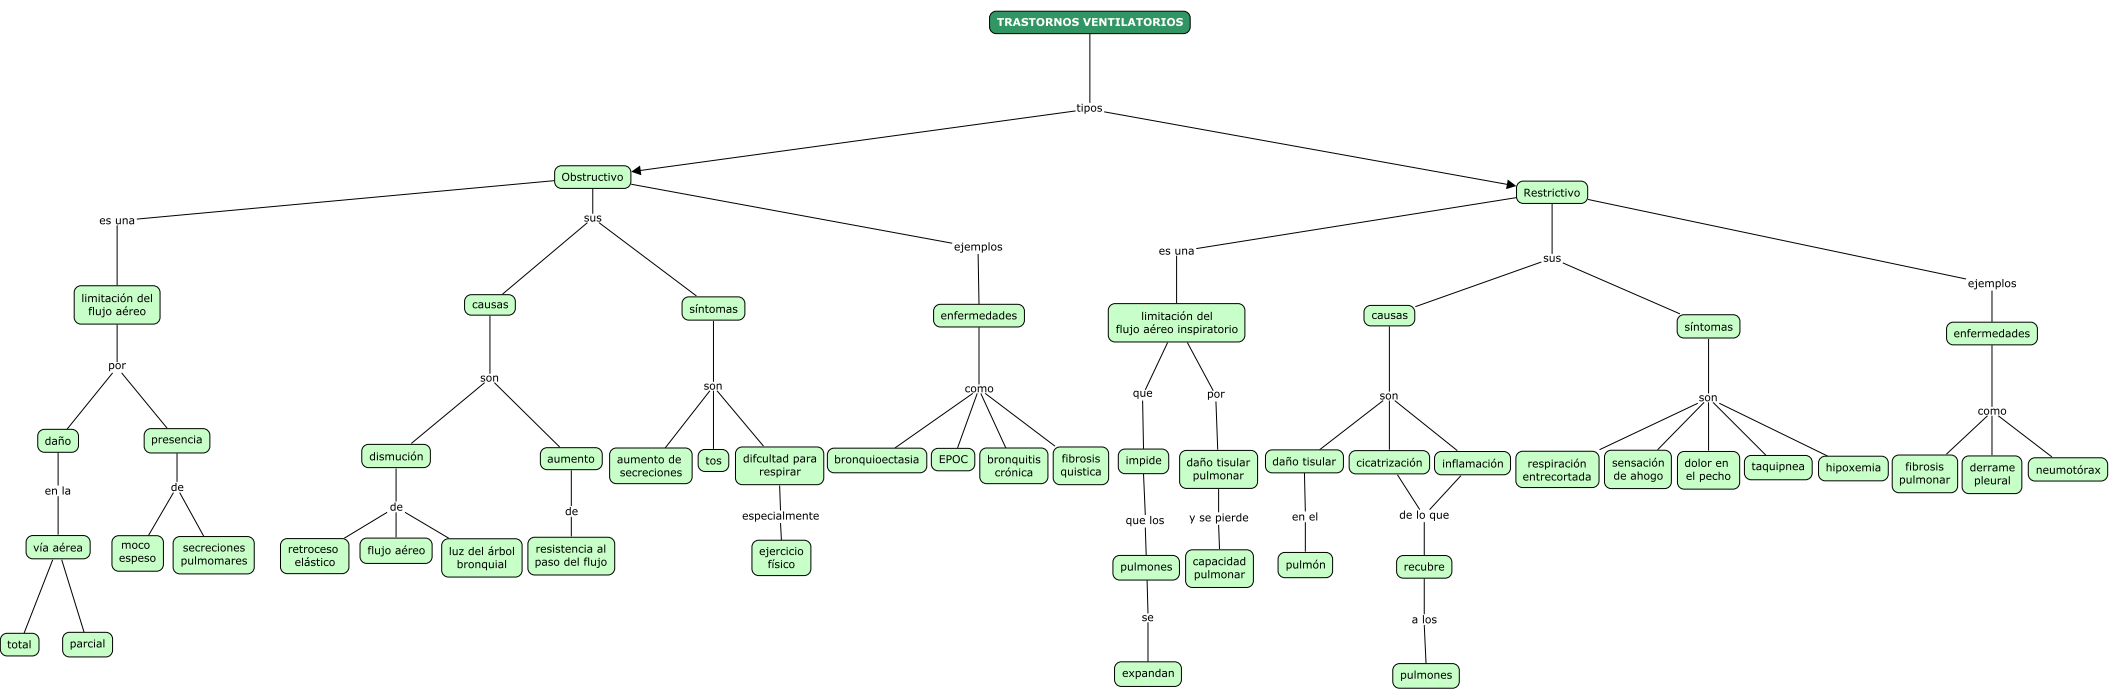 TRASTORNOS VENTILATORIOS
tipos
Obstructivo
Restrictivo
es una
sus
ejemplos
es una
sus
ejemplos
limitación del
flujo aéreo
causas
síntomas
enfermedades
limitación del
flujo aéreo inspiratorio
causas
síntomas
enfermedades
por
son
son
como
que
por
son
son
como
daño
presencia
dismución
aumento
aumento de
secreciones
tos
difcultad para
respirar
bronquioectasia
EPOC
bronquitis
crónica
fibrosis
quistica
impide
daño tisular
pulmonar
daño tisular
cicatrización
inflamación
respiración
entrecortada
sensación
de ahogo
dolor en
el pecho
taquipnea
hipoxemia
fibrosis
pulmonar
derrame
pleural
neumotórax
en la
de
de
de
especialmente
que los
y se pierde
en el
de lo que
vía aérea
moco
espeso
secreciones
pulmomares
retroceso
elástico
flujo aéreo
luz del árbol
bronquial
resistencia al
paso del flujo
ejercicio
físico
pulmones
capacidad
pulmonar
pulmón
recubre
se
a los
total
parcial
expandan
pulmones